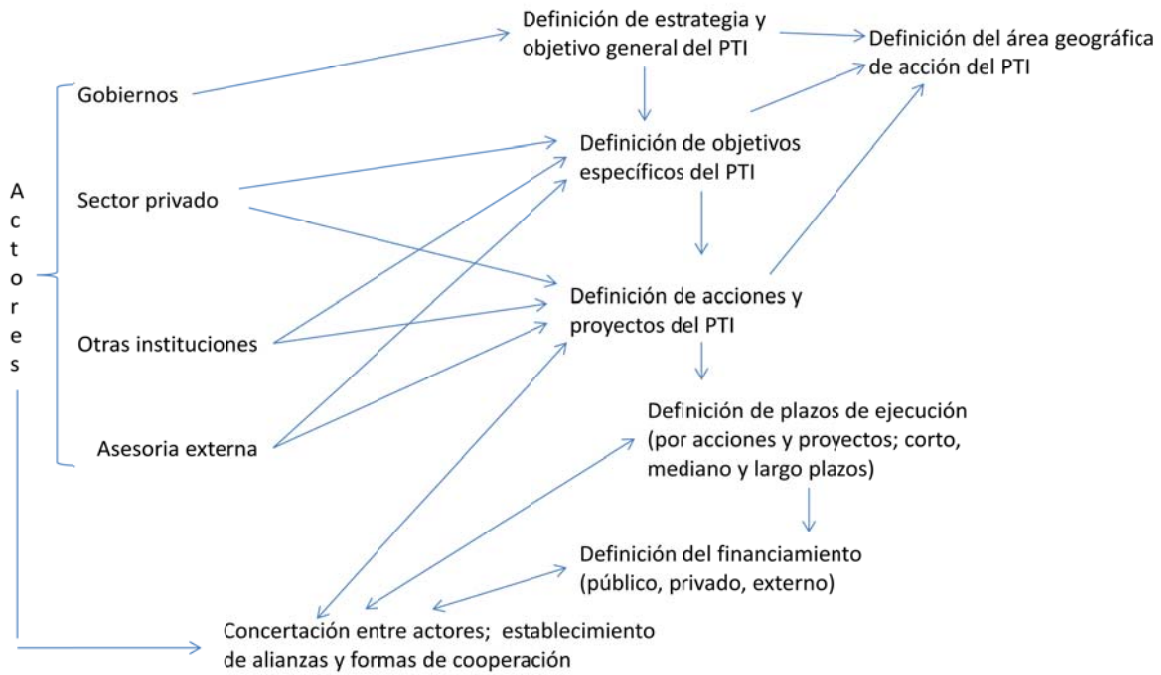 Definición de estrategia y
objetivo general del PTI
Definición del área geográfica
de acción del PTI
Gobiernos
Definición de objetivos
específicos del PTI
Actores
Sector privado
Definición de acciones y
proyectos del PTI
Otras instituciones
Definición de plazos de ejecución
(por acciones y proyectos; corto,
mediano y largo plazos)
Asesoria externa
Definición del financiamiento
(público, privado, externo)
Concertación entre actores; establecimiento
de alianzas y formas de cooperación